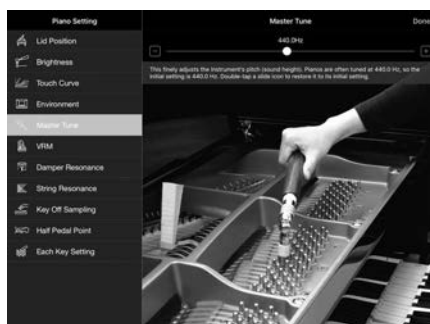 Piano Setting
Master Tune
Done
Lid Position
Brightness
Touch Curve
Environment
Master Tune
VRM
Damper Resonance
String Resonance
Key Off Sampling
Half Pedal Point
Each Key Setting
440.0Hz
This finely adjusts the Instrument's pitch (sound height). Pianos are often tuned at 440.0 Hz, so the
initial setting is 440.0 Hz. Double-tap a slide icon to restore it to its initial setting.